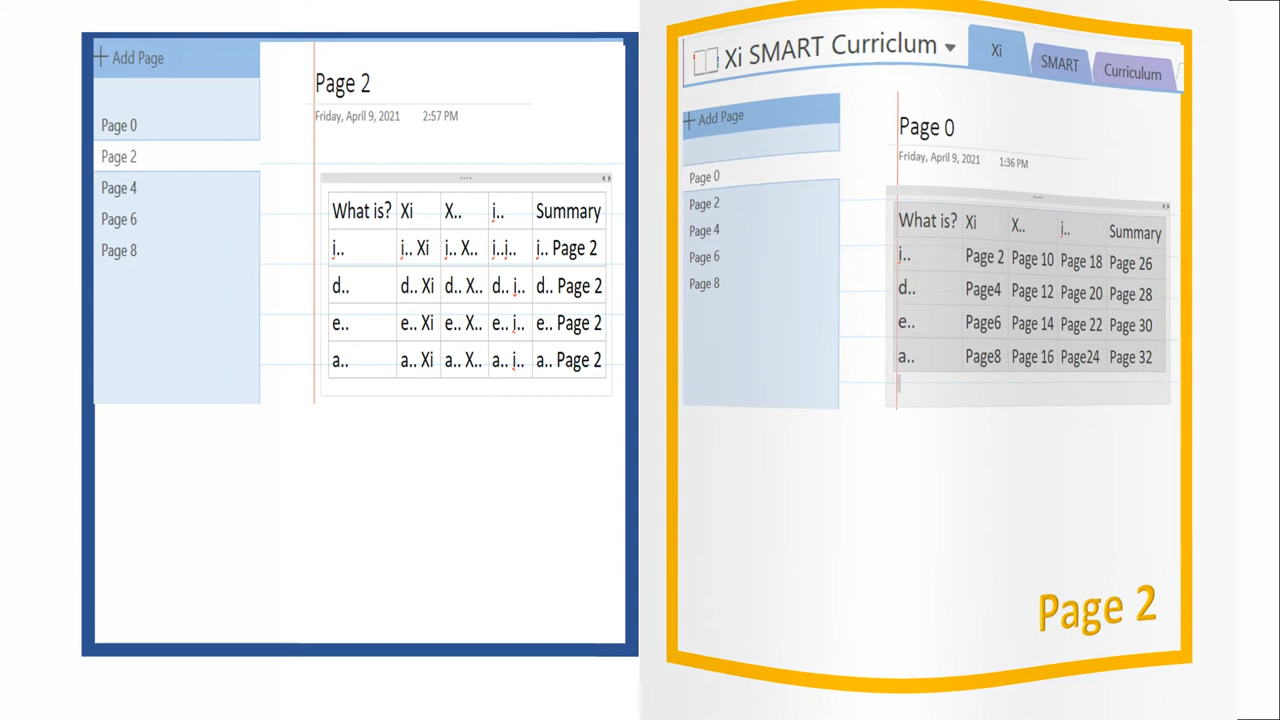 Add Page
Page 2
Friday, April 9, 2021 2:57 PM
Page 0
Page 2
Page 4
Page 6
Page 8
What is? Xi X.. i.. Summary
i.. i.. Xi i.. X.. i..i.. i.. Page 2
d.. d.. Xi d.. X.. d.. i.. d.. Page 2
e.. e.. Xi e.. X.. e.. i.. e.. Page 2
a.. a.. Xi a.. X.. a.. i.. a.. Page 2
Xi SMART Curriclum Xi SMART Curriculum
Add Page
Page 0
Friday, April 9, 2021 1:36 PM
Page 0
Page 2
Page 4
Page 6
Page 8
What is? Xi X.. i.. Summary
i.. Page 2 Page 10 Page 18 Page 26
d.. Page4 Page 12 Page 20 Page 28
e.. Page6 Page 14 Page 22 Page 30
a.. Page8 Page 16 Page24 Page 32
Page 2